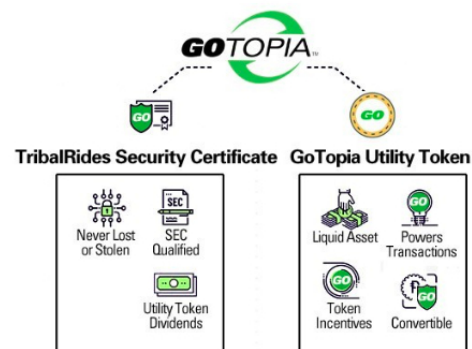 GOTOPIA
GO
GO
TribalRides Security Certificate
GoTopia Utility Token
Never Lost
or Stolen
SEC
SEC
Qualified
Utility Token
Dividends
Liquid Asset
GO
Powers
Transactions
GO
Token
Incentives
GO
Convertible